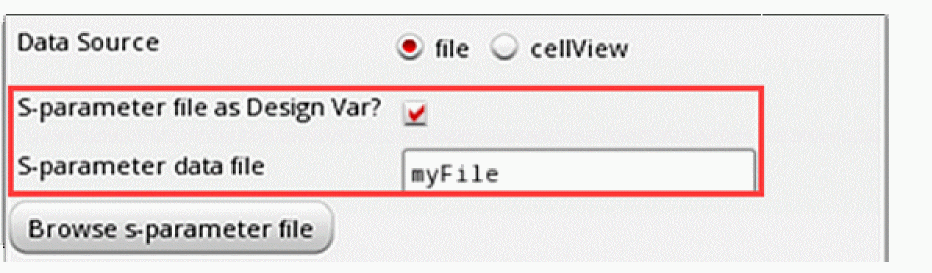 Data Source file cellView
S-parameter file as Design Var?
S-parameter data file myFile
Browse s-parameter file